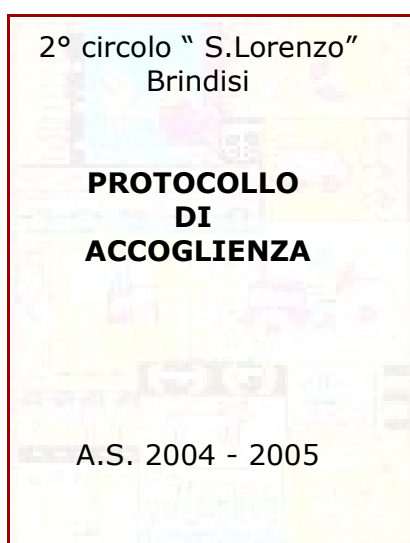 2° circolo “ S.Lorenzo”
Brindisi
PROTOCOLLO
DI
ACCOGLIENZA
A.S. 2004 - 2005